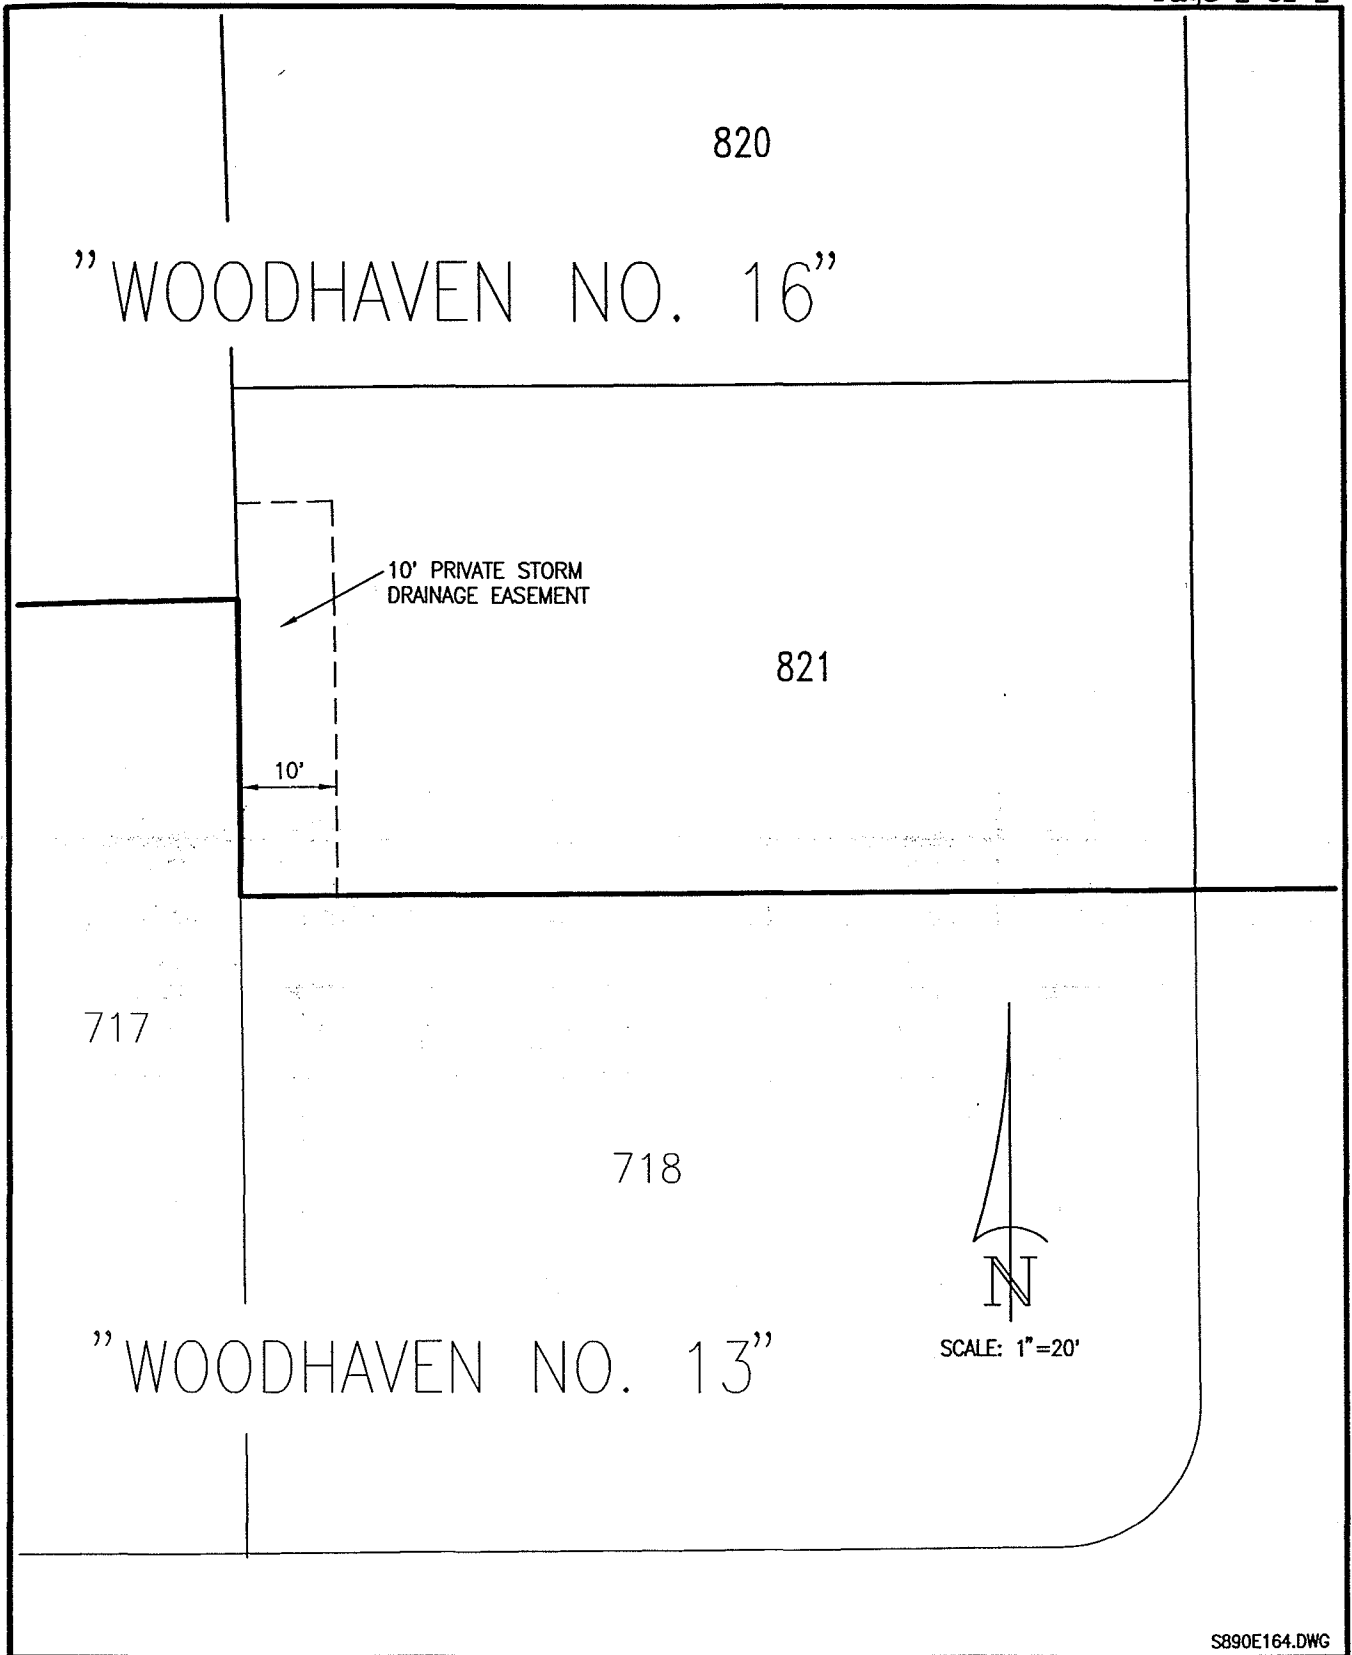 820
"WOODHAVEN NO. 16"
10' PRIVATE STORM
DRAINAGE EASEMENT
821
10'
717
718
N
SCALE: 1"=20'
"WOODHAVEN NO. 13"
S890E164.DWG